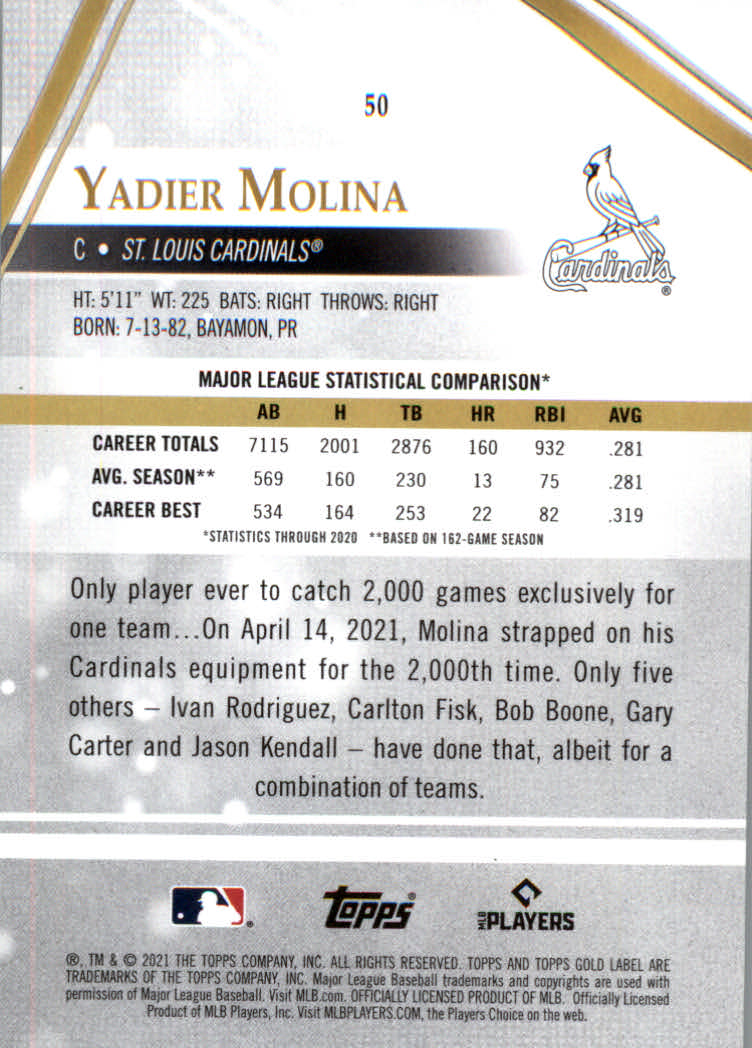 50
YADIER MOLINA
C • ST. LOUIS CARDINALS®
Cardinals®
HT: 5'11" WT: 225 BATS: RIGHT THROWS: RIGHT
BORN: 7-13-82, BAYAMON, PR
MAJOR LEAGUE STATISTICAL COMPARISON*
AB H TB HR RBI AVG
CAREER TOTALS 7115 2001 2876 160 932 .281
AVG. SEASON** 569 160 230 13 75 .281
CAREER BEST 534 164 253 22 82 .319
*STATISTICS THROUGH 2020 **BASED ON 162-GAME SEASON
Only player ever to catch 2,000 games exclusively for
one team...On April 14, 2021, Molina strapped on his
Cardinals equipment for the 2,000th time. Only five
others – Ivan Rodriguez, Carlton Fisk, Bob Boone, Gary
Carter and Jason Kendall – have done that, albeit for a
combination of teams.
® Topps® MLB PLAYERS
®, TM & © 2021 THE TOPPS COMPANY, INC. ALL RIGHTS RESERVED. TOPPS AND TOPPS GOLD LABEL ARE
TRADEMARKS OF THE TOPPS COMPANY, INC. Major League Baseball trademarks and copyrights are used with
permission of Major League Baseball. Visit MLB.com. OFFICIALLY LICENSED PRODUCT OF MLB. Officially Licensed
Product of MLB Players, Inc. Visit MLBPLAYERS.COM, the Players Choice on the web.